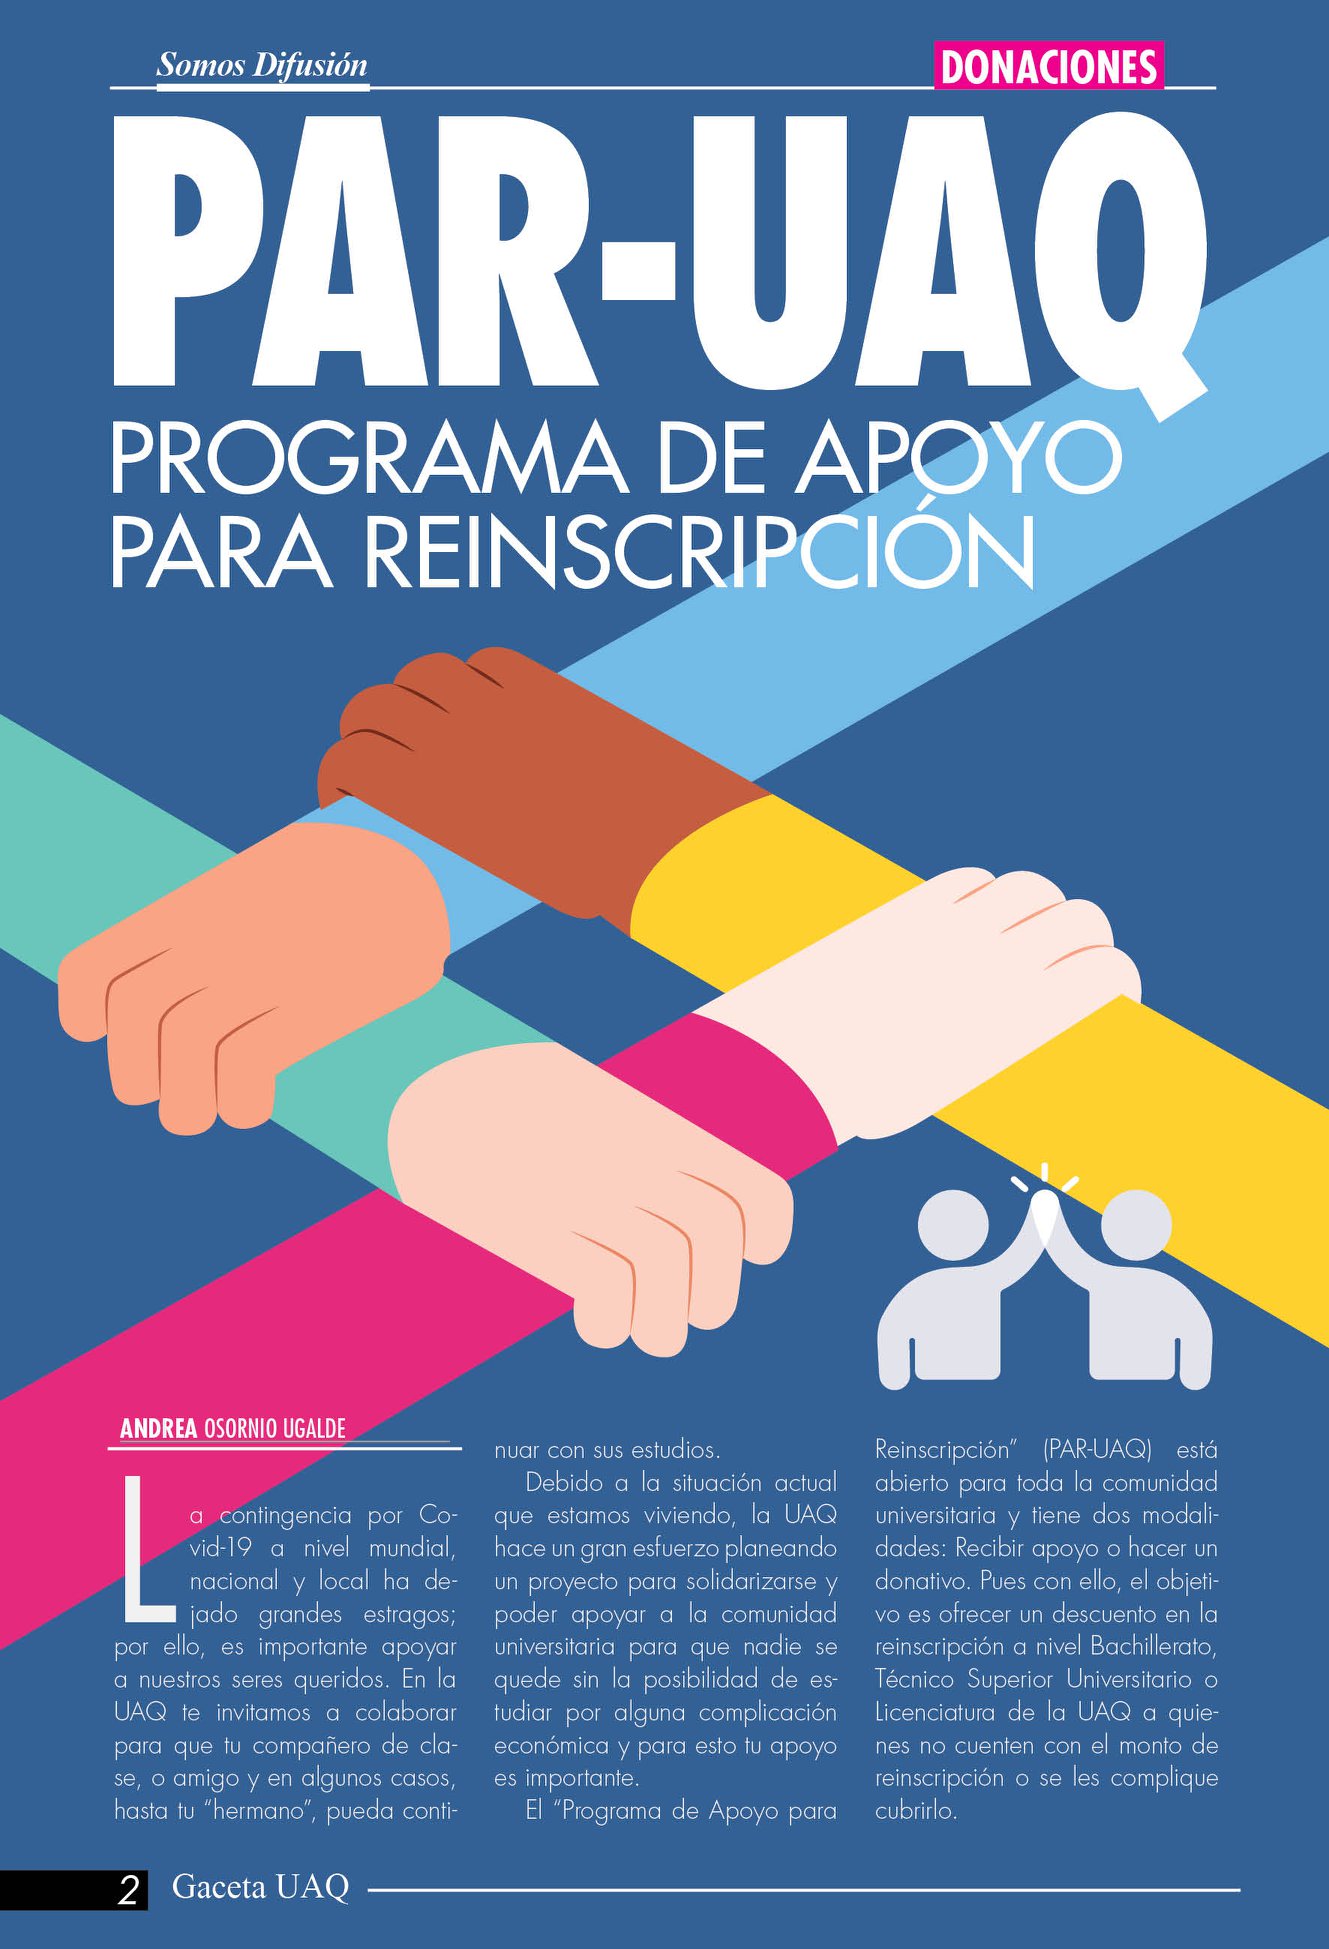 Somos Difusión
DONACIONES
PAR-UAQ
PROGRAMA DE APOYO
PARA REINSCRIPCIÓN
ANDREA OSORNIO UGALDE
La contingencia por Co-
vid-19 a nivel mundial,
nacional y local ha de-
jado grandes estragos;
por ello, es importante apoyar
a nuestros seres queridos. En la
UAQ te invitamos a colaborar
para que tu compañero de cla-
se, o amigo y en algunos casos,
hasta tu “hermano”, pueda conti-
nuar con sus estudios.
Debido a la situación actual
que estamos viviendo, la UAQ
hace un gran esfuerzo planeando
un proyecto para solidarizarse y
poder apoyar a la comunidad
universitaria para que nadie se
quede sin la posibilidad de es-
tudiar por alguna complicación
económica y para esto tu apoyo
es importante.
El “Programa de Apoyo para
Reinscripción” (PAR-UAQ) está
abierto para toda la comunidad
universitaria y tiene dos modali-
dades: Recibir apoyo o hacer un
donativo. Pues con ello, el objeti-
vo es ofrecer un descuento en la
reinscripción a nivel Bachillerato,
Técnico Superior Universitario o
Licenciatura de la UAQ a quie-
nes no cuenten con el monto de
reinscripción o se les complique
cubrirlo.
2 Gaceta UAQ